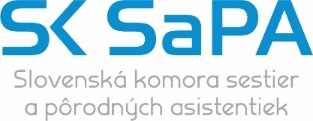 SK SaPA
Slovenská komora sestier
a pôrodných asistentiek